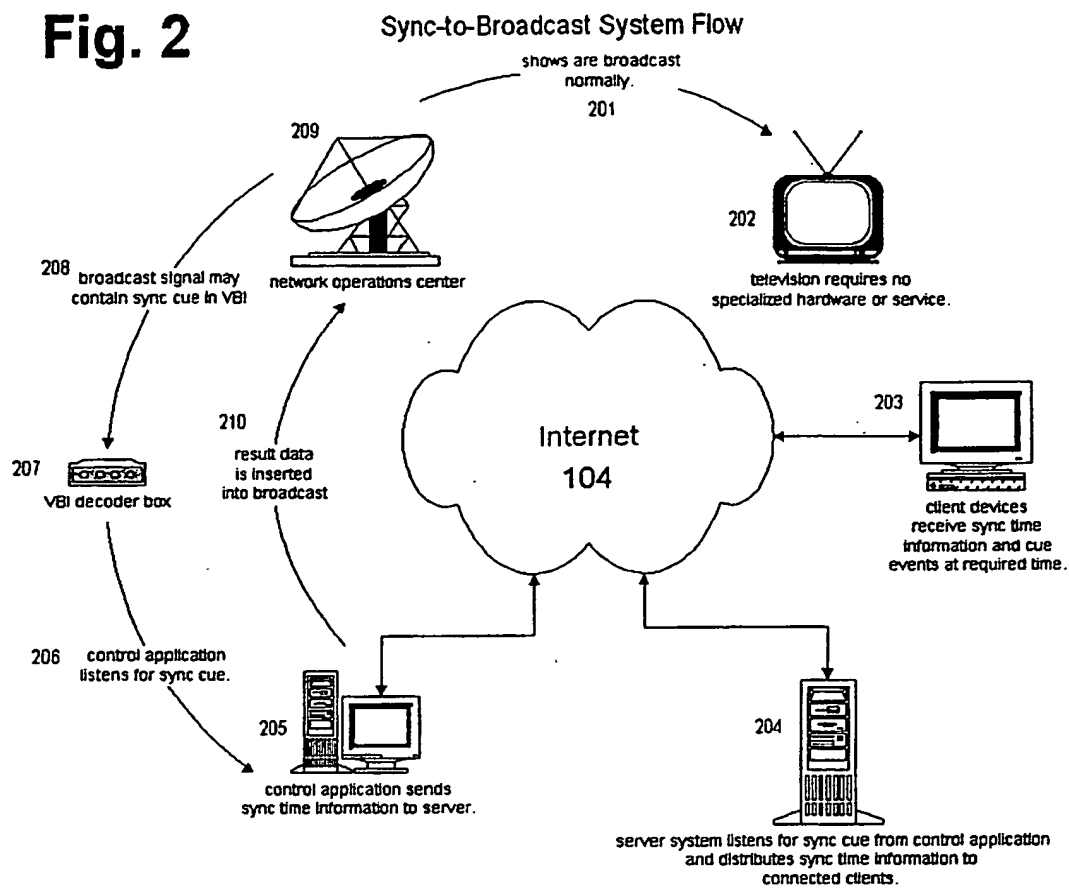 Fig. 2
Sync-to-Broadcast System Flow
shows are broadcast
normally.
201
209
202
208
broadcast signal may
contain sync cue in VBI
network operations center
television requires no
specialized hardware or service.
203
210
result data
is inserted
into broadcast
Internet
104
207
VBI decoder box
client devices
receive sync time
information and cue
events at required time.
206
control application
listens for sync cue.
205
204
control application sends
sync time information to server.
server system listens for sync cue from control application
and distributes sync time information to
connected clients.